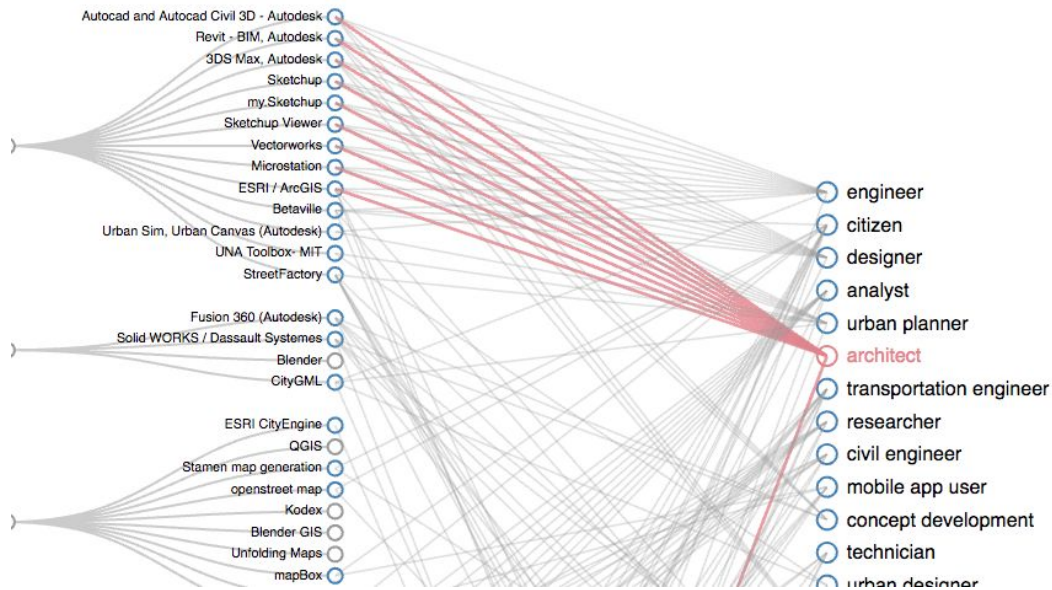 Autocad and Autocad Civil 3D - Autodesk
Revit - BIM, Autodesk
3DS Max, Autodesk
Sketchup
my.Sketchup
Sketchup Viewer
Vectorworks
Microstation
ESRI / ArcGIS
Betaville
Urban Sim, Urban Canvas (Autodesk)
UNA Toolbox- MIT
StreetFactory
Fusion 360 (Autodesk)
Solid WORKS / Dassault Systemes
Blender
CityGML
ESRI CityEngine
QGIS
Stamen map generation
openstreet map
Kodex
Blender GIS
Unfolding Maps
mapBox
engineer
citizen
designer
analyst
urban planner
architect
transportation engineer
researcher
civil engineer
mobile app user
concept development
technician
urban designer